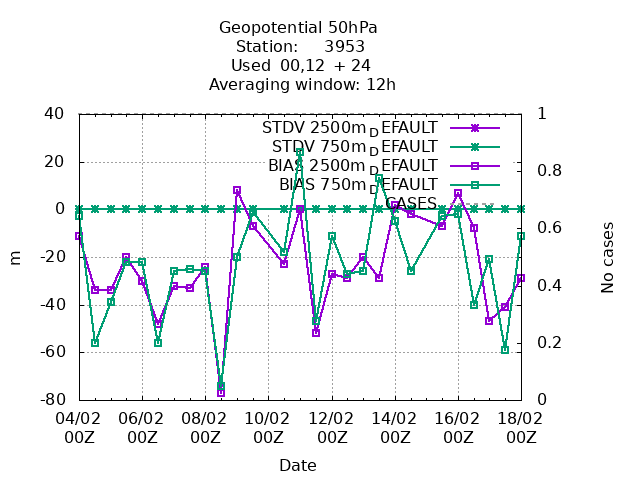 Geopotential 50hPa
Station: 3953
Used 00,12 + 24
Averaging window: 12h
40
20
0
-20
-40
-60
-80
1
0.8
0.6
0.4
0.2
0
m
No cases
STDV 2500m_DEFAULT
STDV 750m_DEFAULT
BIAS 2500m_DEFAULT
BIAS 750m_DEFAULT
CASES
04/02 06/02 08/02 10/02 12/02 14/02 16/02 18/02
00Z 00Z 00Z 00Z 00Z 00Z 00Z 00Z
Date